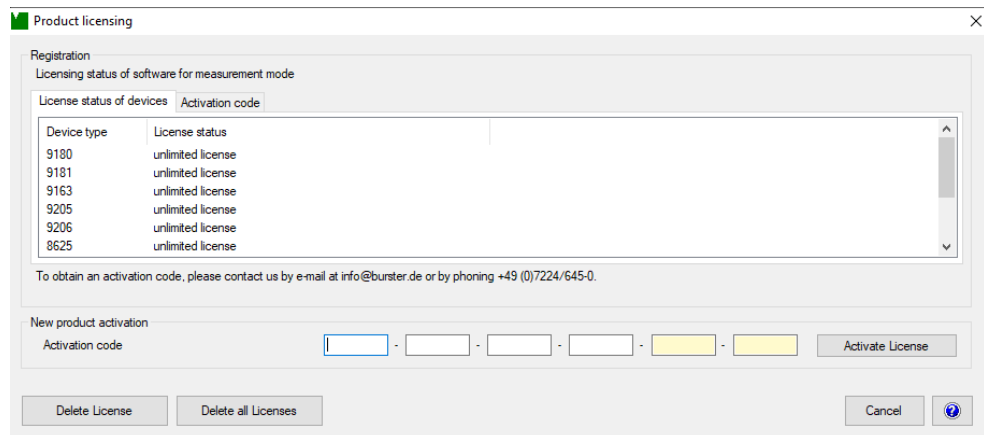 Product licensing
Registration
Licensing status of software for measurement mode
License status of devices Activation code
Device type License status
9180 unlimited license
9181 unlimited license
9163 unlimited license
9205 unlimited license
9206 unlimited license
8625 unlimited license
To obtain an activation code, please contact us by e-mail at info@burster.de or by phoning +49 (0)7224/645-0.
New product activation
Activation code - - - - - Activate License
Delete License Delete all Licenses Cancel ?